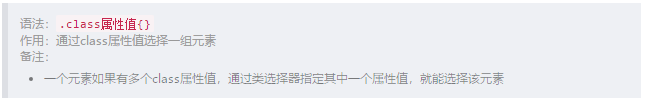 语法：.class属性值{}
作用：通过class属性值选择一组元素
备注：
• 一个元素如果有多个class属性值，通过类选择器指定其中一个属性值，就能选择该元素